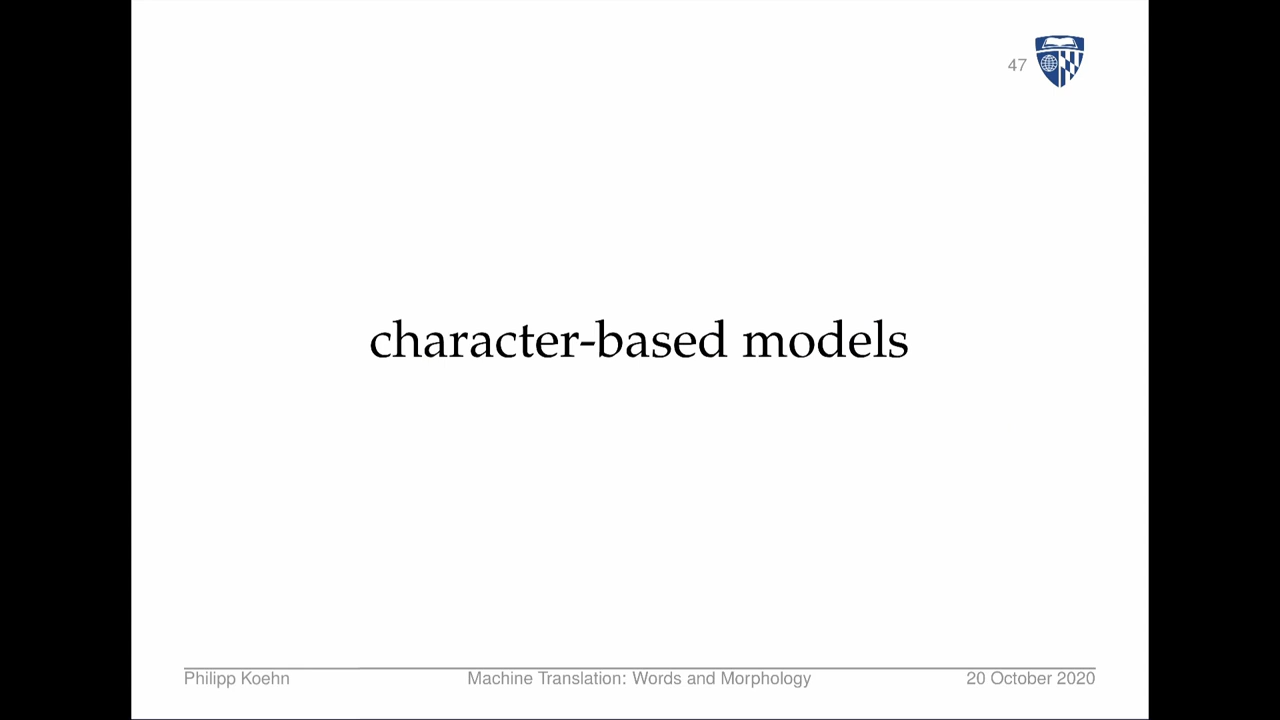 47
character-based models
Philipp Koehn
Machine Translation: Words and Morphology
20 October 2020